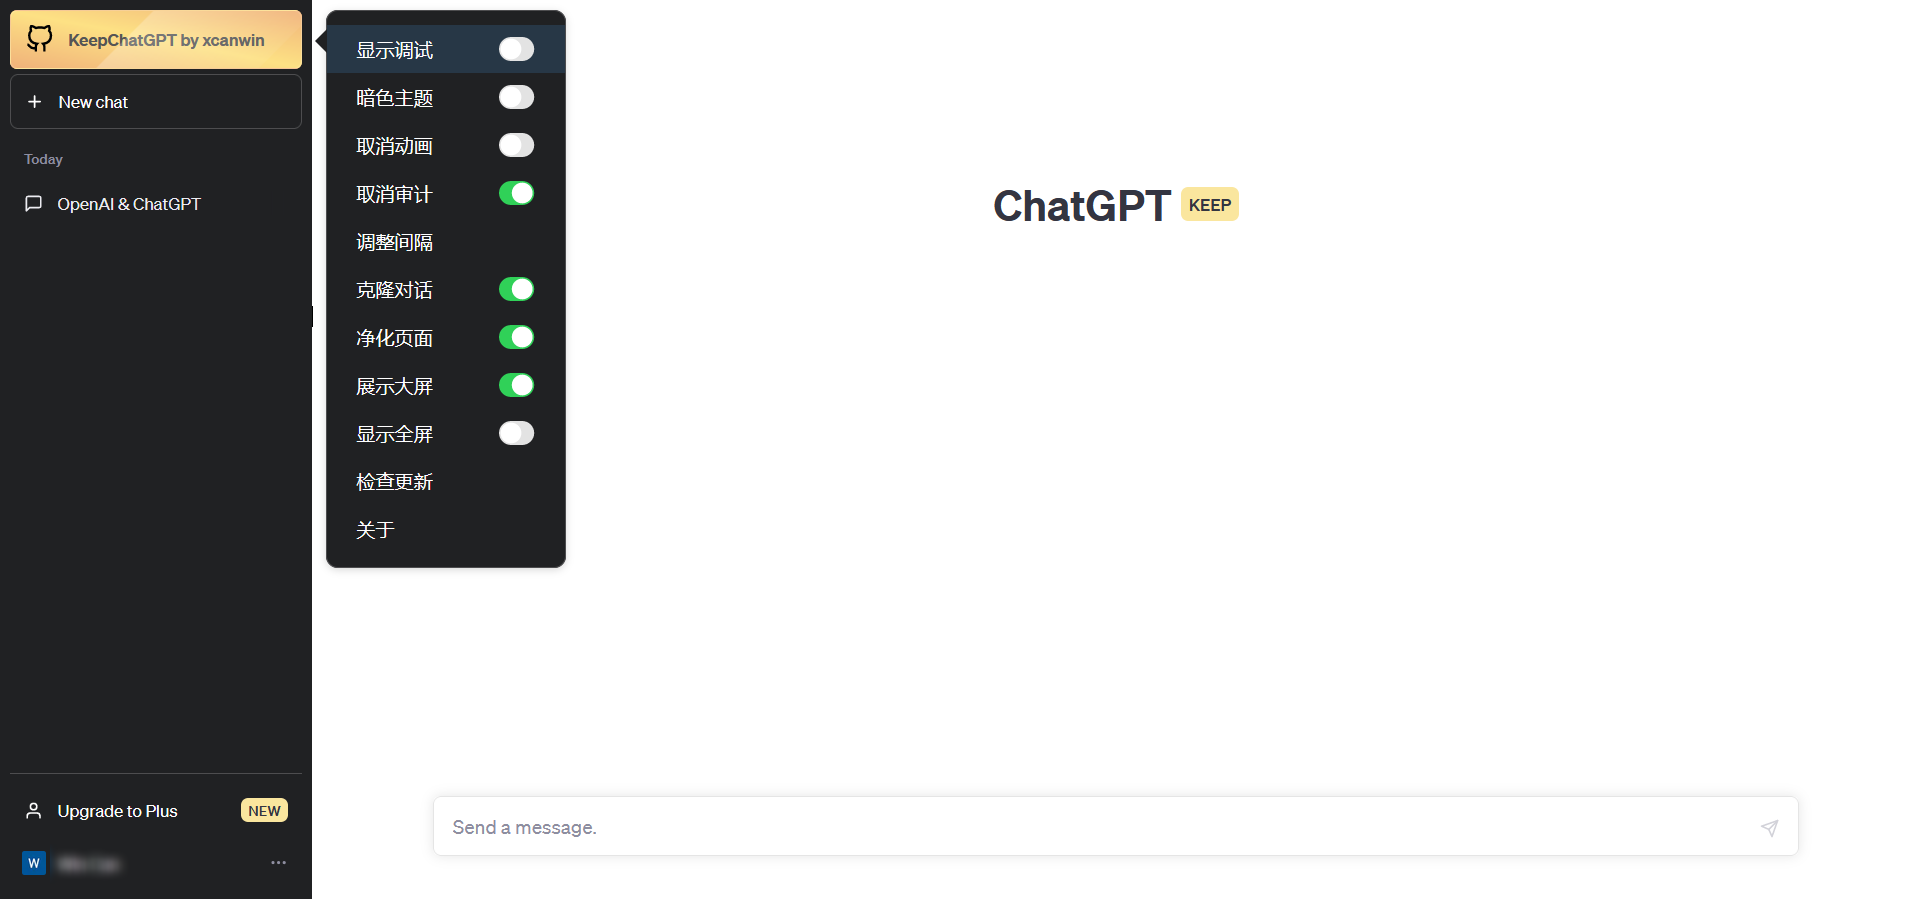 KeepChatGPT by xcanwin
New chat
Today
OpenAI & ChatGPT
Upgrade to Plus
NEW
W
显示调试
暗色主题
取消动画
取消审计
调整间隔
克隆对话
净化页面
展示大屏
显示全屏
检查更新
关于
ChatGPT
KEEP
Send a message.